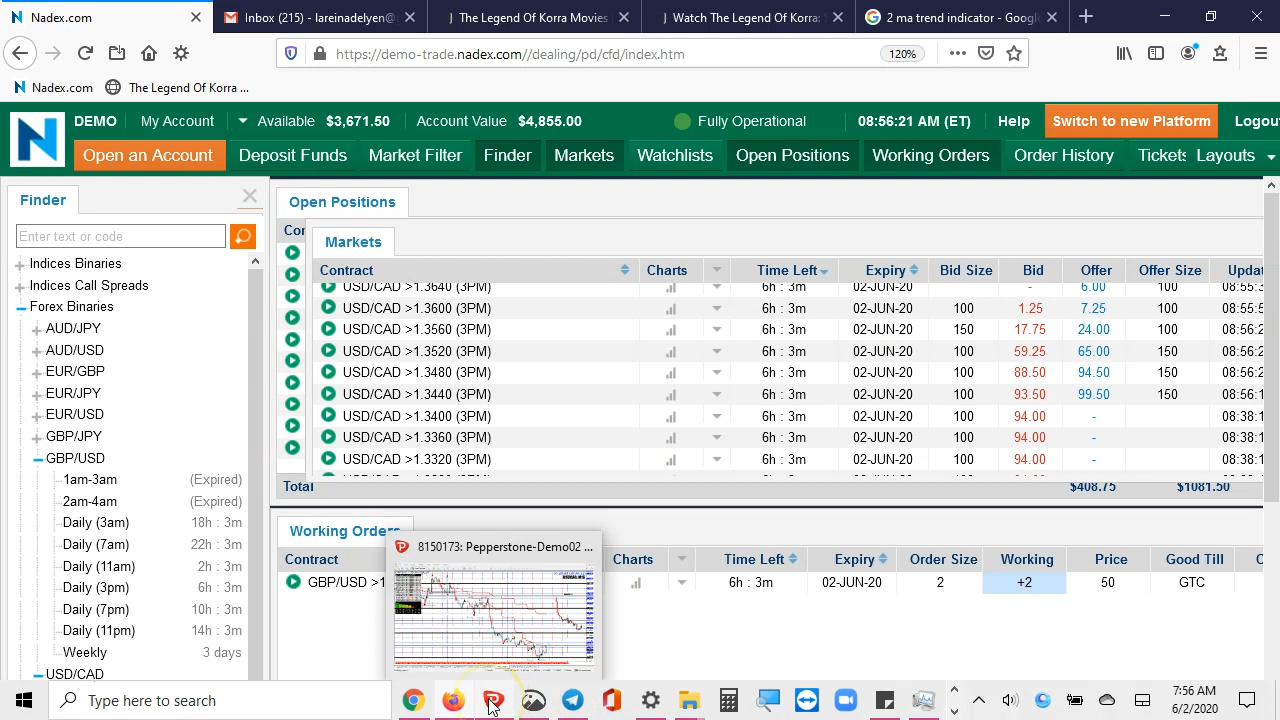 Nadex.com
Inbox (215) - lareinadelyen@
The Legend Of Korra Movies
Watch The Legend Of Korra:
2 ma trend indicator - Google
https://demo-trade.nadex.com//dealing/pd/cfd/index.htm
120%
Nadex.com
The Legend Of Korra ...
DEMO My Account Available $3,671.50 Account Value $4,855.00 Fully Operational 08:56:21 AM (ET) Help Switch to new Platform Logou
Open an Account Deposit Funds Market Filter Finder Markets Watchlists Open Positions Working Orders Order History Tickets Layouts
Finder
Enter text or code
Indices Binaries
Indices Call Spreads
Forex Binaries
AUD/JPY
AUD/USD
EUR/GBP
EUR/JPY
EUR/USD
GBP/JPY
GBP/USD
1am-3am (Expired)
2am-4am (Expired)
Daily (3am) 18h : 3m
Daily (7am) 22h : 3m
Daily (11am) 2h : 3m
Daily (3pm) 6h : 3m
Daily (7pm) 10h : 3m
Daily (11pm) 14h : 3m
Weekly 3 days
USD/CAD
Open Positions
Cor
Markets
Contract Charts Time Left Expiry Bid Size Bid Offer Offer Size Updat
USD/CAD >1.3640 (3PM) 6h : 3m 02-JUN-20 - 6.00 100 08:55:3
USD/CAD >1.3600 (3PM) 6h : 3m 02-JUN-20 100 1.25 7.25 100 08:55:
USD/CAD >1.3560 (3PM) 6h : 3m 02-JUN-20 150 17.75 24.00 100 08:56:2
USD/CAD >1.3520 (3PM) 6h : 3m 02-JUN-20 100 59.25 65.00 150 08:56:2
USD/CAD >1.3480 (3PM) 6h : 3m 02-JUN-20 100 88.50 94.50 150 08:56:2
USD/CAD >1.3440 (3PM) 6h : 3m 02-JUN-20 100 93.50 99.50 150 08:56:1
USD/CAD >1.3400 (3PM) 6h : 3m 02-JUN-20 100 94.00 - 08:38:1
USD/CAD >1.3360 (3PM) 6h : 3m 02-JUN-20 100 94.00 - 08:38:1
USD/CAD >1.3320 (3PM) 6h : 3m 02-JUN-20 100 94.00 - 08:38:1
Total $408.75 $1081.50
Working Orders
Contract Charts Time Left Expiry Order Size Working Price Good Till
GBP/USD >1 6h : 3m 02-JUN-20 2 +2 50 GTC
8150173: Pepperstone-Demo02 ...
Type here to search
7:56 AM
6/2/2020